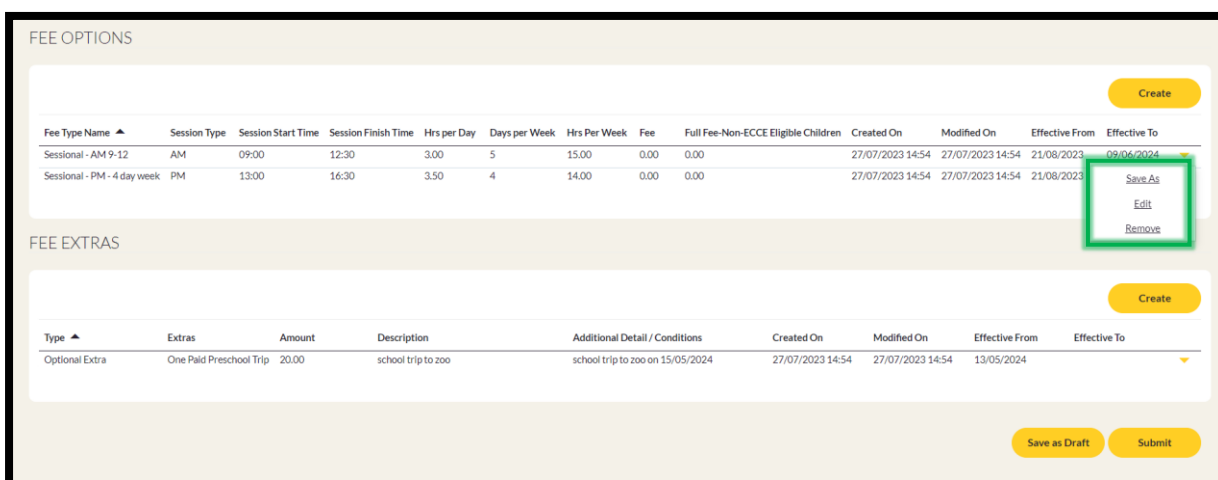 FEE OPTIONS
Create
Fee Type Name Session Type Session Start Time Session Finish Time Hrs per Day Days per Week Hrs Per Week Fee Full Fee-Non-ECCE Eligible Children Created On Modified On Effective From Effective To
Sessional - AM 9-12 AM 09:00 12:30 3.00 5 15.00 0.00 0.00 27/07/2023 14:54 27/07/2023 14:54 21/08/2023 09/06/2024
Sessional - PM - 4 day week PM 13:00 16:30 3.50 4 14.00 0.00 0.00 27/07/2023 14:54 27/07/2023 14:54 21/08/2023
Save As
Edit
Remove
FEE EXTRAS
Create
Type Extras Amount Description Additional Detail / Conditions Created On Modified On Effective From Effective To
Optional Extra One Paid Preschool Trip 20.00 school trip to zoo school trip to zoo on 15/05/2024 27/07/2023 14:54 27/07/2023 14:54 13/05/2024
Save as Draft Submit